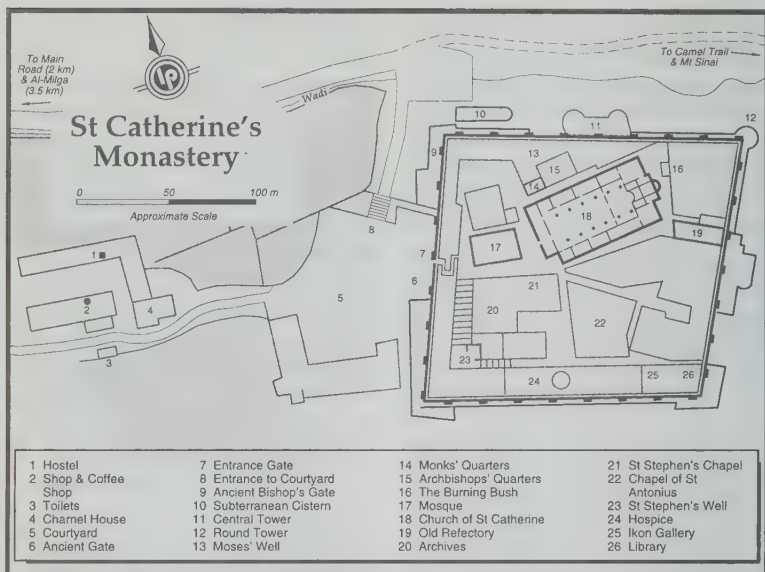 To Main
Road (2 km)
& Al-Milga
(3.5 km)
LP
Wadi
To Camel Trail
& Mt Sinai
St Catherine's
Monastery
0 50 100 m
Approximate Scale
10
11
12
9
13
15
14
16
18
8
17
19
7
1
6
5
21
2
4
20
22
3
23
24
25
26
1 Hostel
2 Shop & Coffee
Shop
3 Toilets
4 Charnel House
5 Courtyard
6 Ancient Gate
7 Entrance Gate
8 Entrance to Courtyard
9 Ancient Bishop's Gate
10 Subterranean Cistern
11 Central Tower
12 Round Tower
13 Moses' Well
14 Monks' Quarters
15 Archbishops' Quarters
16 The Burning Bush
17 Mosque
18 Church of St Catherine
19 Old Refectory
20 Archives
21 St Stephen's Chapel
22 Chapel of St
Antonius
23 St Stephen's Well
24 Hospice
25 Ikon Gallery
26 Library